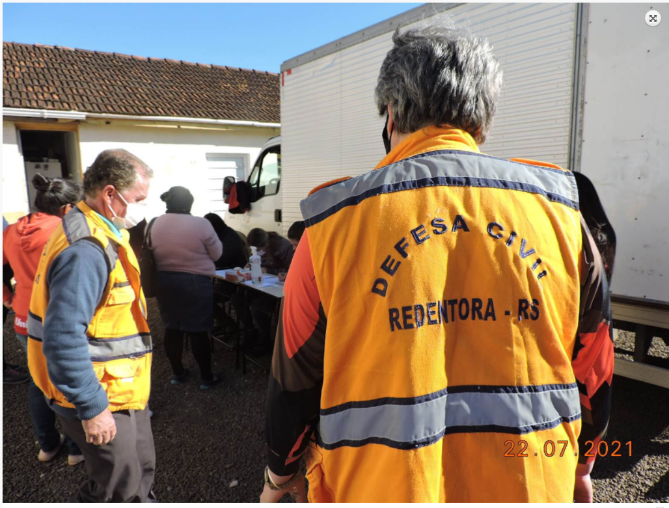 DEFESA CIVIL
REDENTORA - RS
22.07.2021